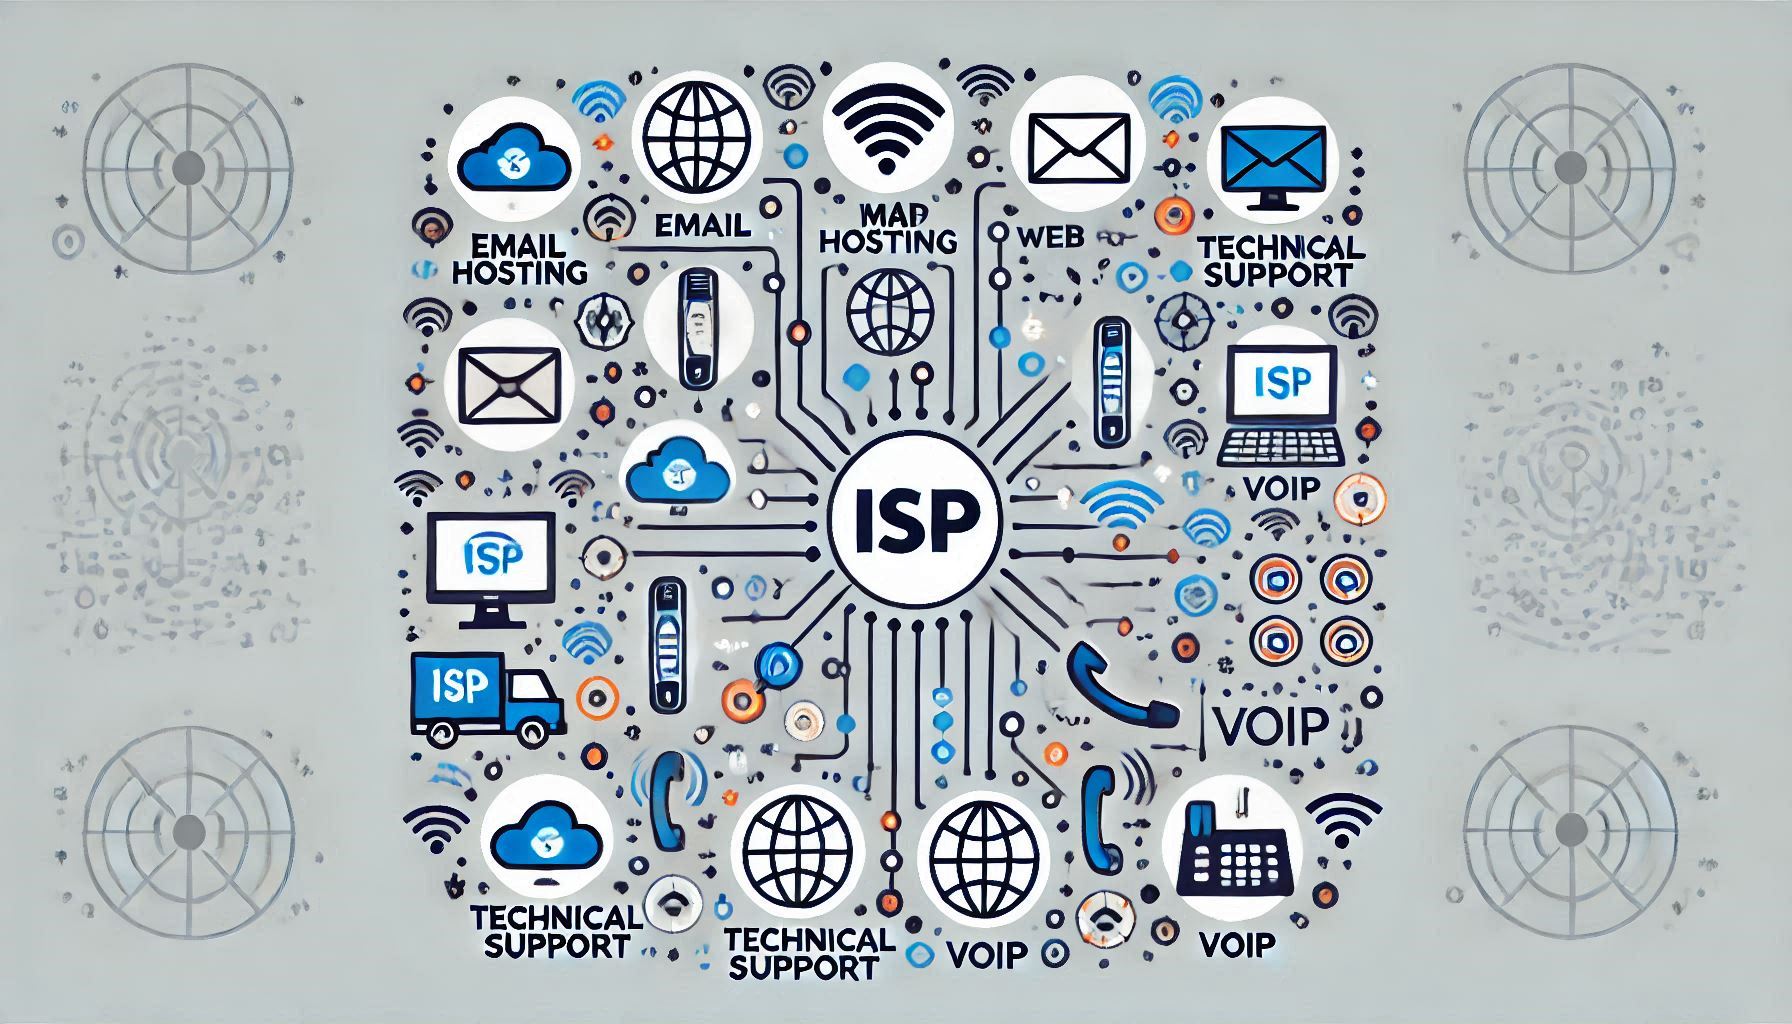 EMAIL
HOSTING
EMAIL
MAP
HOSTING
WEB
TECHNICAL
SUPPORT
ISP
VOIP
ISP
ISP
ISP
VOIP
TECHNICAL
SUPPORT
TECHNICAL
SUPPORT
VOIP
VOIP